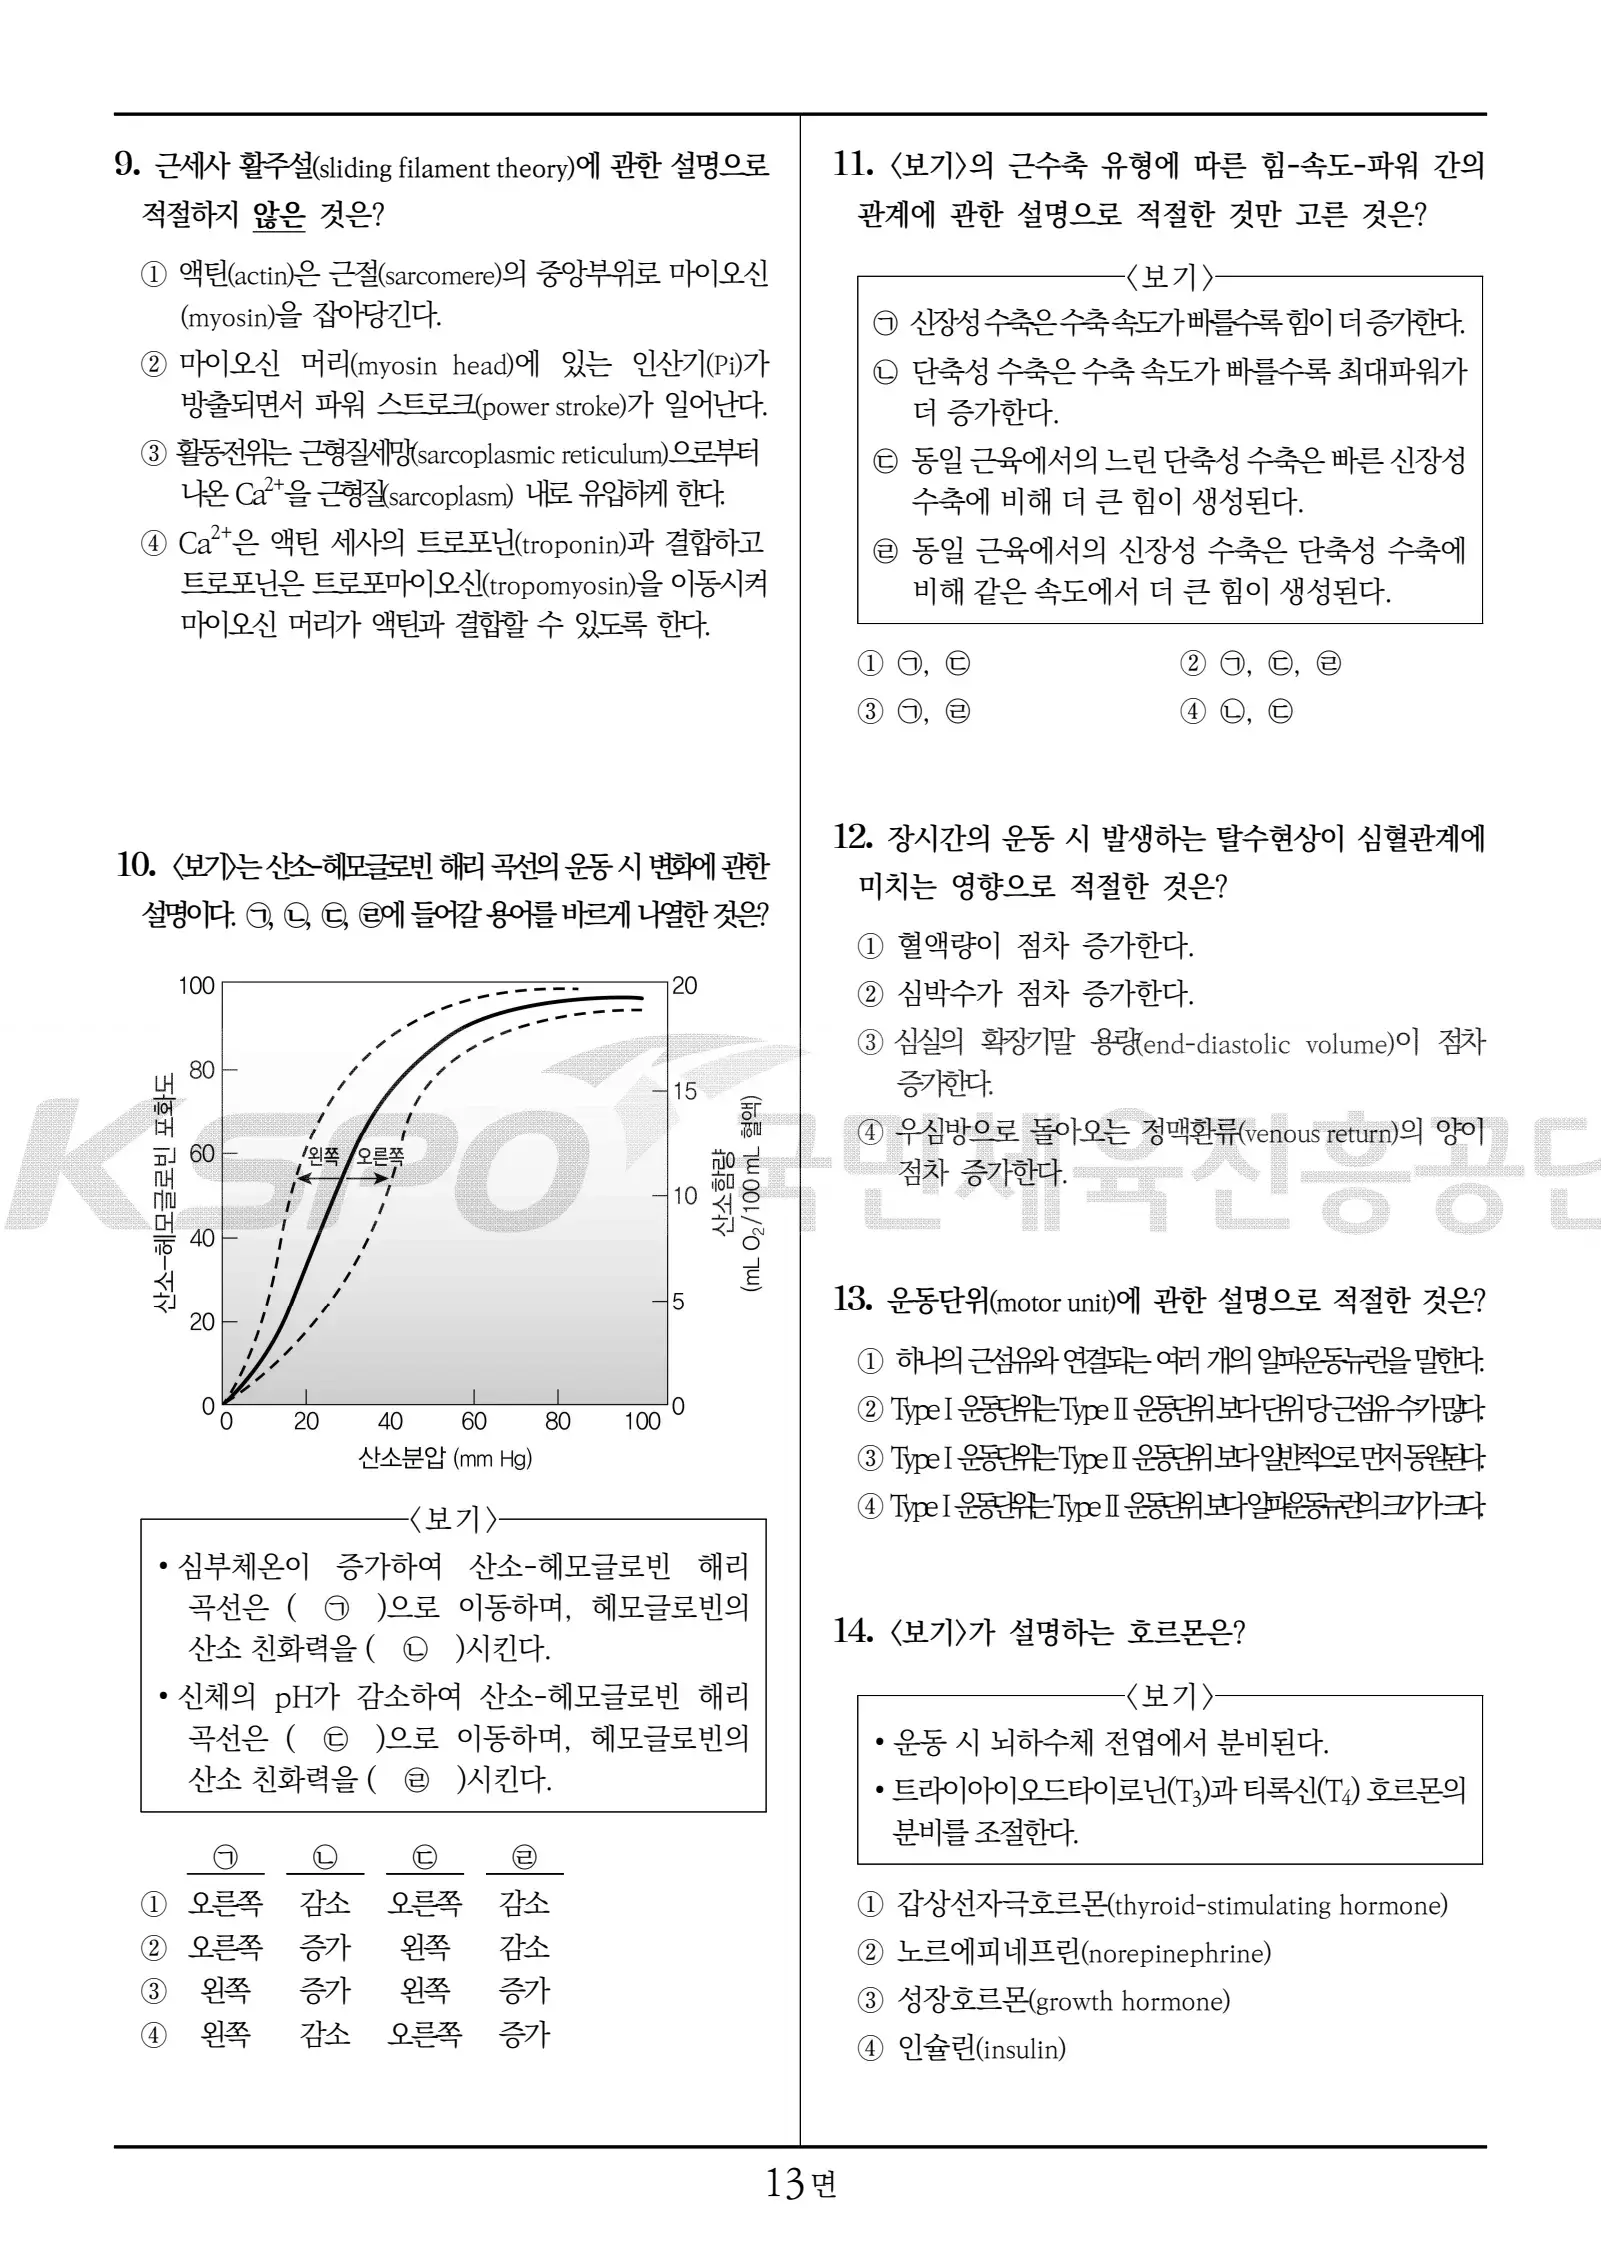 9. 근세사 활주설(sliding filament theory)에 관한 설명으로
적절하지 않은 것은?
① 액틴(actin)은 근절(sarcomere)의 중앙부위로 마이오신
(myosin)을 잡아당긴다.
② 마이오신 머리(myosin head)에 있는 인산기(Pi)가
방출되면서 파워 스트로크(power stroke)가 일어난다.
③ 활동전위는 근형질세망(sarcoplasmic reticulum)으로부터
나온 Ca²⁺을 근형질(sarcoplasm) 내로 유입하게 한다.
④ Ca²⁺은 액틴 세사의 트로포닌(troponin)과 결합하고
트로포닌은 트로포마이오신(tropomyosin)을 이동시켜
마이오신 머리가 액틴과 결합할 수 있도록 한다.
10. 〈보기〉는 산소-헤모글로빈 해리 곡선의 운동 시 변화에 관한
설명이다. ㉠, ㉡, ㉢, ㉣에 들어갈 용어를 바르게 나열한 것은?
산소-헤모글로빈 포화도
100
80
60
40
20
0
왼쪽 오른쪽
20
15
10
5
0
산소함량
(mL O₂/100 mL 혈액)
0 20 40 60 80 100
산소분압 (mm Hg)
〈보기〉
• 심부체온이 증가하여 산소-헤모글로빈 해리
곡선은 ( ㉠ )으로 이동하며, 헤모글로빈의
산소 친화력을 ( ㉡ )시킨다.
• 신체의 pH가 감소하여 산소-헤모글로빈 해리
곡선은 ( ㉢ )으로 이동하며, 헤모글로빈의
산소 친화력을 ( ㉣ )시킨다.
㉠ ㉡ ㉢ ㉣
① 오른쪽 감소 오른쪽 감소
② 오른쪽 증가 왼쪽 감소
③ 왼쪽 증가 왼쪽 증가
④ 왼쪽 감소 오른쪽 증가
11. 〈보기〉의 근수축 유형에 따른 힘-속도-파워 간의
관계에 관한 설명으로 적절한 것만 고른 것은?
〈보기〉
㉠ 신장성 수축은 수축 속도가 빠를수록 힘이 더 증가한다.
㉡ 단축성 수축은 수축 속도가 빠를수록 최대파워가
더 증가한다.
㉢ 동일 근육에서의 느린 단축성 수축은 빠른 신장성
수축에 비해 더 큰 힘이 생성된다.
㉣ 동일 근육에서의 신장성 수축은 단축성 수축에
비해 같은 속도에서 더 큰 힘이 생성된다.
① ㉠, ㉢ ② ㉠, ㉢, ㉣
③ ㉠, ㉣ ④ ㉡, ㉢
12. 장시간의 운동 시 발생하는 탈수현상이 심혈관계에
미치는 영향으로 적절한 것은?
① 혈액량이 점차 증가한다.
② 심박수가 점차 증가한다.
③ 심실의 확장기말 용량(end-diastolic volume)이 점차
증가한다.
④ 우심방으로 돌아오는 정맥환류(venous return)의 양이
점차 증가한다.
13. 운동단위(motor unit)에 관한 설명으로 적절한 것은?
① 하나의 근섬유와 연결되는 여러 개의 알파운동뉴런을 말한다.
② Type Ⅰ 운동단위는 Type Ⅱ 운동단위 보다 단위 당 근섬유 수가 많다.
③ Type Ⅰ 운동단위는 Type Ⅱ 운동단위 보다 일반적으로 먼저 동원된다.
④ Type Ⅰ 운동단위는 Type Ⅱ 운동단위 보다 알파운동뉴런의 크기가 크다.
14. 〈보기〉가 설명하는 호르몬은?
〈보기〉
• 운동 시 뇌하수체 전엽에서 분비된다.
• 트라이아이오드타이로닌(T₃)과 티록신(T₄) 호르몬의
분비를 조절한다.
① 갑상선자극호르몬(thyroid-stimulating hormone)
② 노르에피네프린(norepinephrine)
③ 성장호르몬(growth hormone)
④ 인슐린(insulin)
KSPO 국민체육진흥공단
13 면